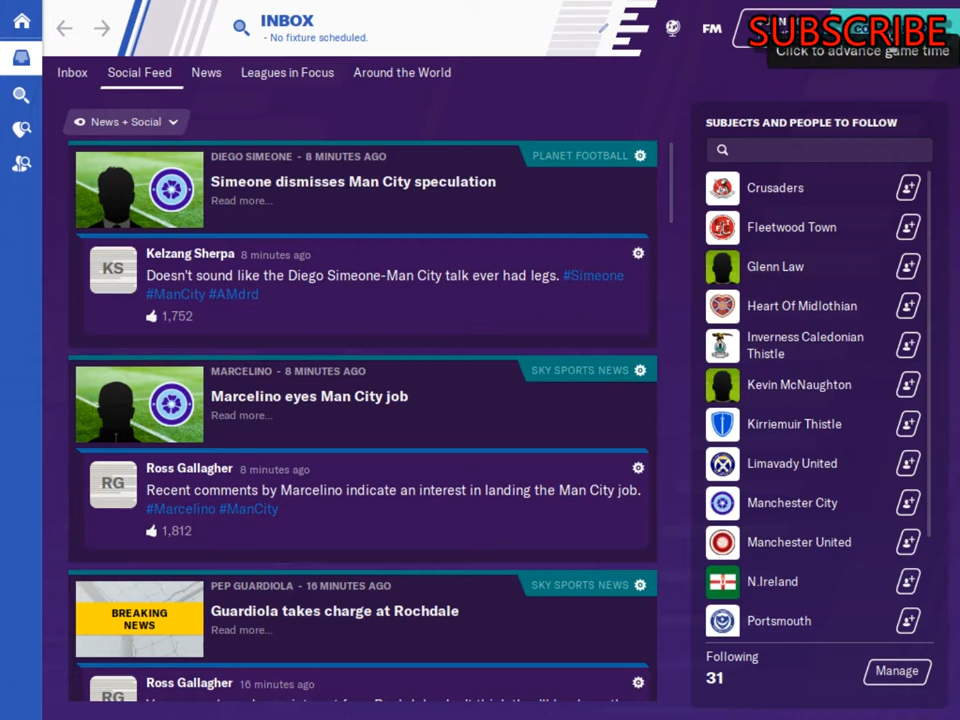 INBOX
- No fixture scheduled.
FM
SUBSCRIBE
Click to advance game time
Inbox
Social Feed
News
Leagues in Focus
Around the World
News + Social
DIEGO SIMEONE - 8 MINUTES AGO
PLANET FOOTBALL
Simeone dismisses Man City speculation
Read more...
KS
Kelzang Sherpa 8 minutes ago
Doesn't sound like the Diego Simeone-Man City talk ever had legs. #Simeone
#ManCity #AMdrd
1,752
MARCELINO - 8 MINUTES AGO
SKY SPORTS NEWS
Marcelino eyes Man City job
Read more...
RG
Ross Gallagher 8 minutes ago
Recent comments by Marcelino indicate an interest in landing the Man City job.
#Marcelino #ManCity
1,812
BREAKING
NEWS
PEP GUARDIOLA - 16 MINUTES AGO
SKY SPORTS NEWS
Guardiola takes charge at Rochdale
Read more...
RG
Ross Gallagher 16 minutes ago
SUBJECTS AND PEOPLE TO FOLLOW
Crusaders
Fleetwood Town
Glenn Law
Heart Of Midlothian
Inverness Caledonian
Thistle
Kevin McNaughton
Kirriemuir Thistle
Limavady United
Manchester City
Manchester United
N.Ireland
Portsmouth
Following
31
Manage